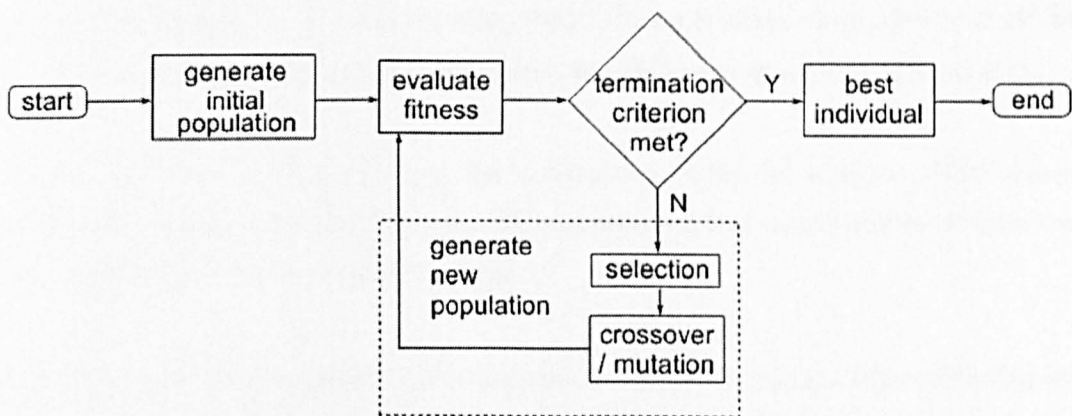 start
generate
initial
population
evaluate
fitness
termination
criterion
met?
Y
best
individual
end
N
generate
new
population
selection
crossover
/ mutation